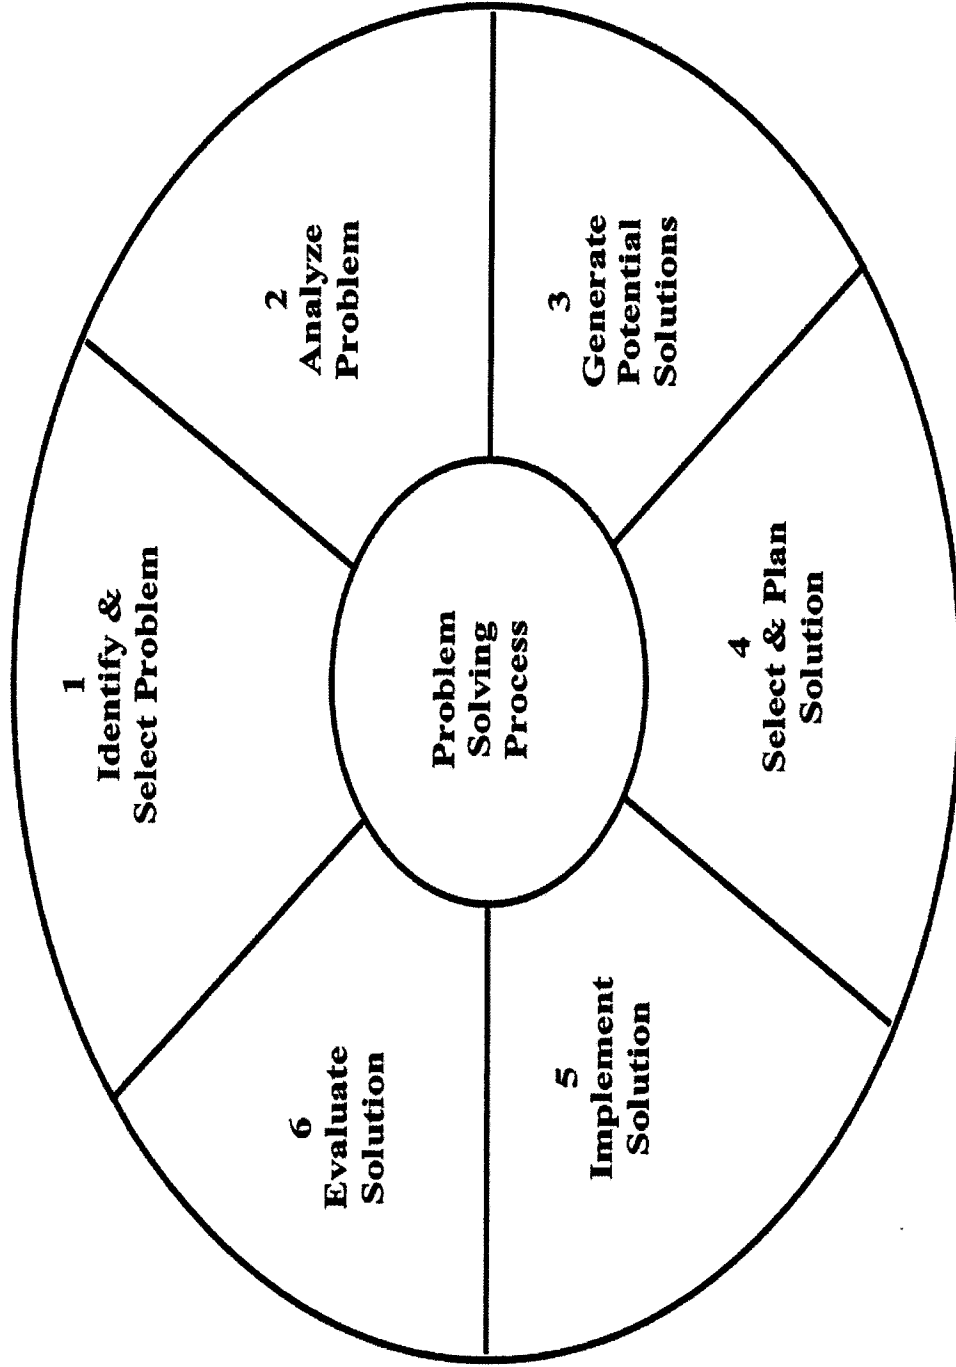 1
Identify &
Select Problem
2
Analyze
Problem
3
Generate
Potential
Solutions
4
Select & Plan
Solution
5
Implement
Solution
6
Evaluate
Solution
Problem
Solving
Process